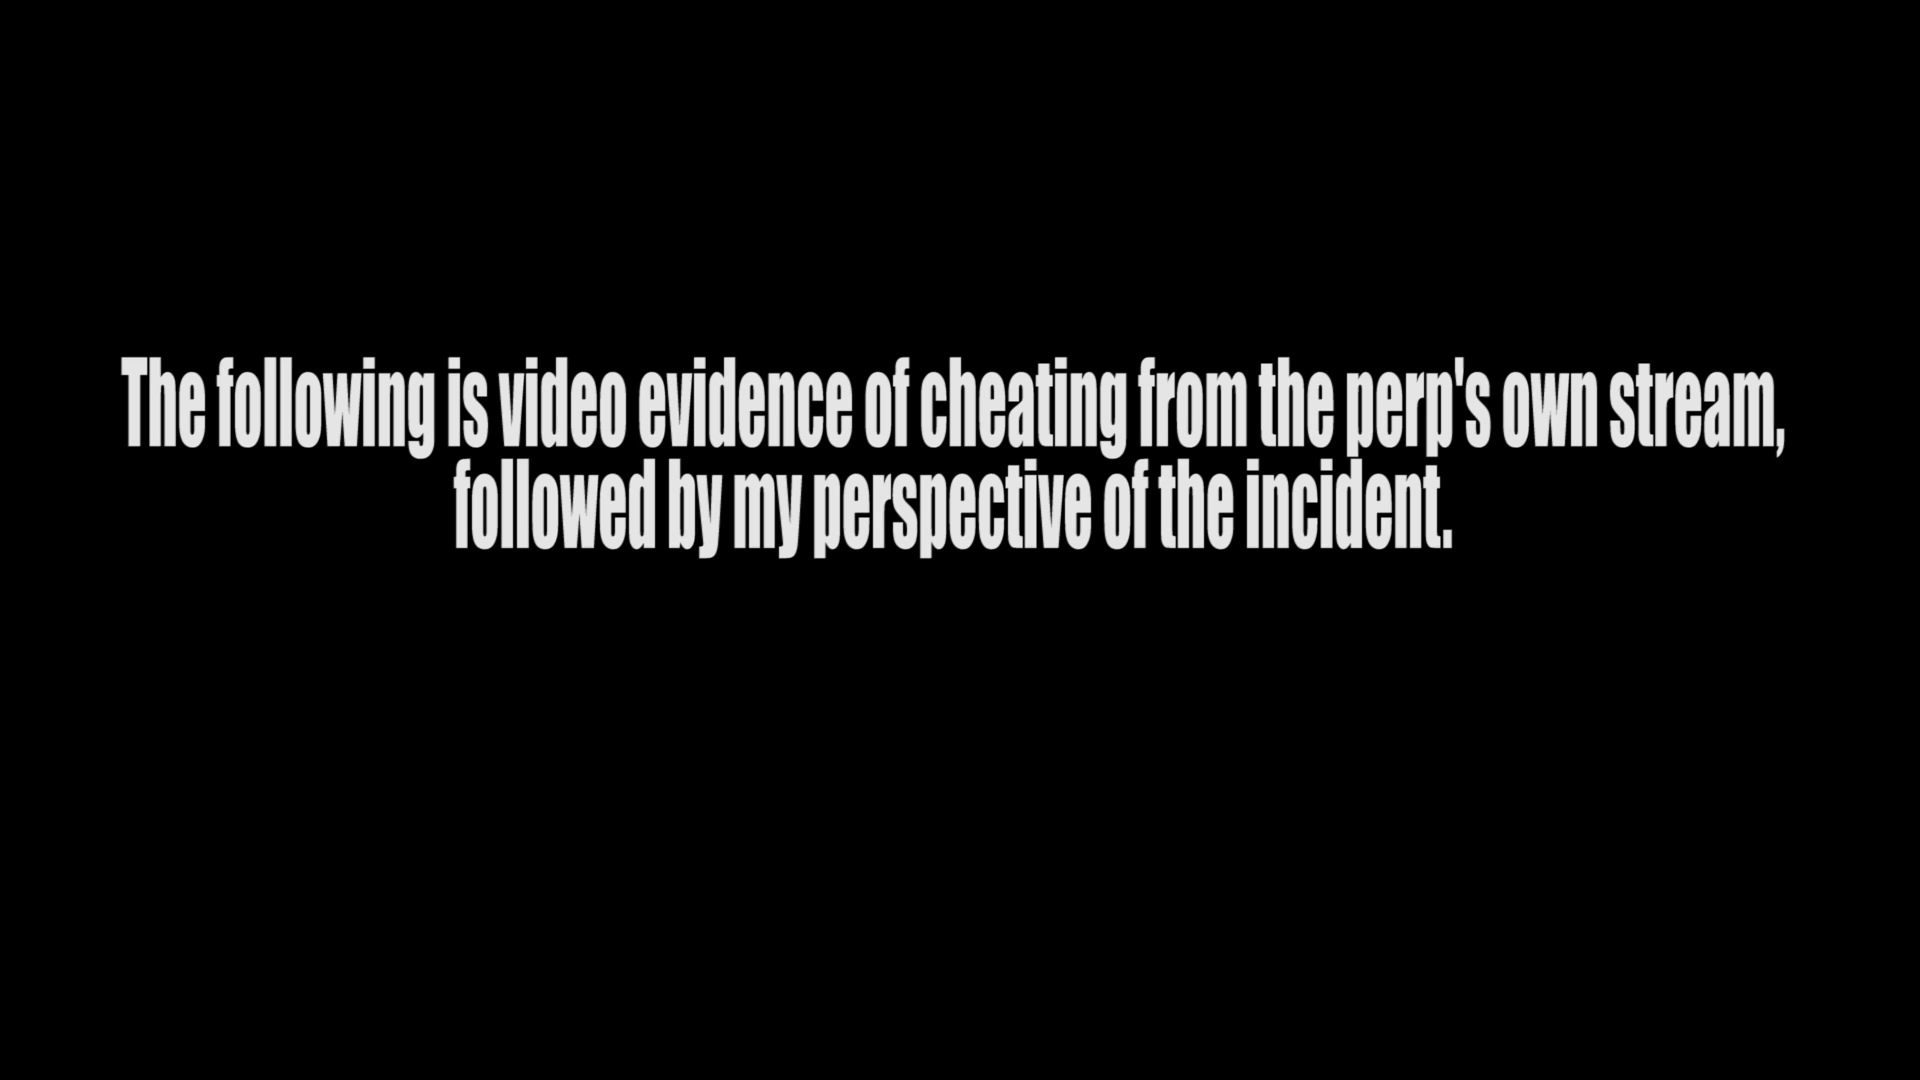 The following is video evidence of cheating from the perp's own stream,
followed by my perspective of the incident.